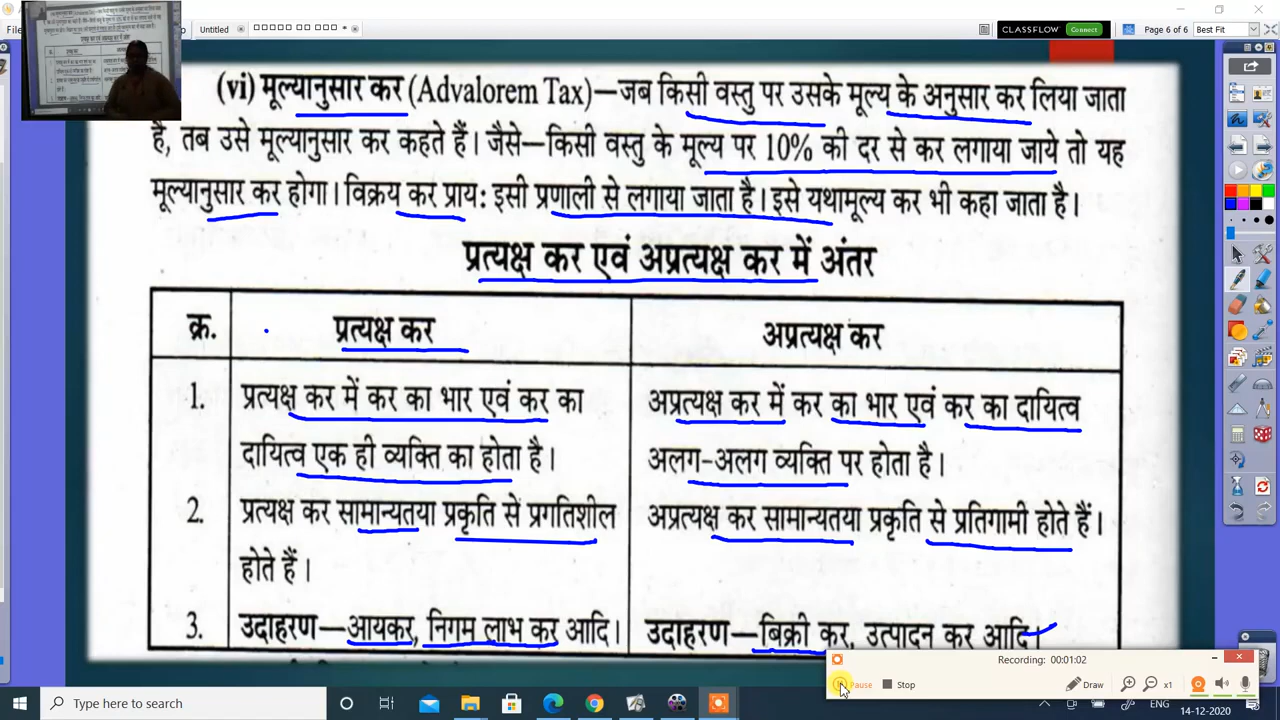 Untitled
CLASSFLOW
Connect
Page 6 of 6
Best Fit
(vi) मूल्यानुसार कर (Advalorem Tax)—जब किसी वस्तु पर उसके मूल्य के अनुसार कर लिया जाता
है, तब उसे मूल्यानुसार कर कहते हैं। जैसे—किसी वस्तु के मूल्य पर 10% की दर से कर लगाया जाये तो यह
मूल्यानुसार कर होगा। विक्रय कर प्राय: इसी प्रणाली से लगाया जाता है। इसे यथामूल्य कर भी कहा जाता है।
प्रत्यक्ष कर एवं अप्रत्यक्ष कर में अंतर
क्र. प्रत्यक्ष कर अप्रत्यक्ष कर
1. प्रत्यक्ष कर में कर का भार एवं कर का अप्रत्यक्ष कर में कर का भार एवं कर का दायित्व
दायित्व एक ही व्यक्ति का होता है। अलग-अलग व्यक्ति पर होता है।
2. प्रत्यक्ष कर सामान्यतया प्रकृति से प्रगतिशील अप्रत्यक्ष कर सामान्यतया प्रकृति से प्रतिगामी होते हैं।
होते हैं।
3. उदाहरण—आयकर, निगम लाभ कर आदि। उदाहरण—बिक्री कर, उत्पादन कर आदि।
Recording: 00:01:02
Pause Stop Draw x1
Type here to search
ENG
14-12-2020